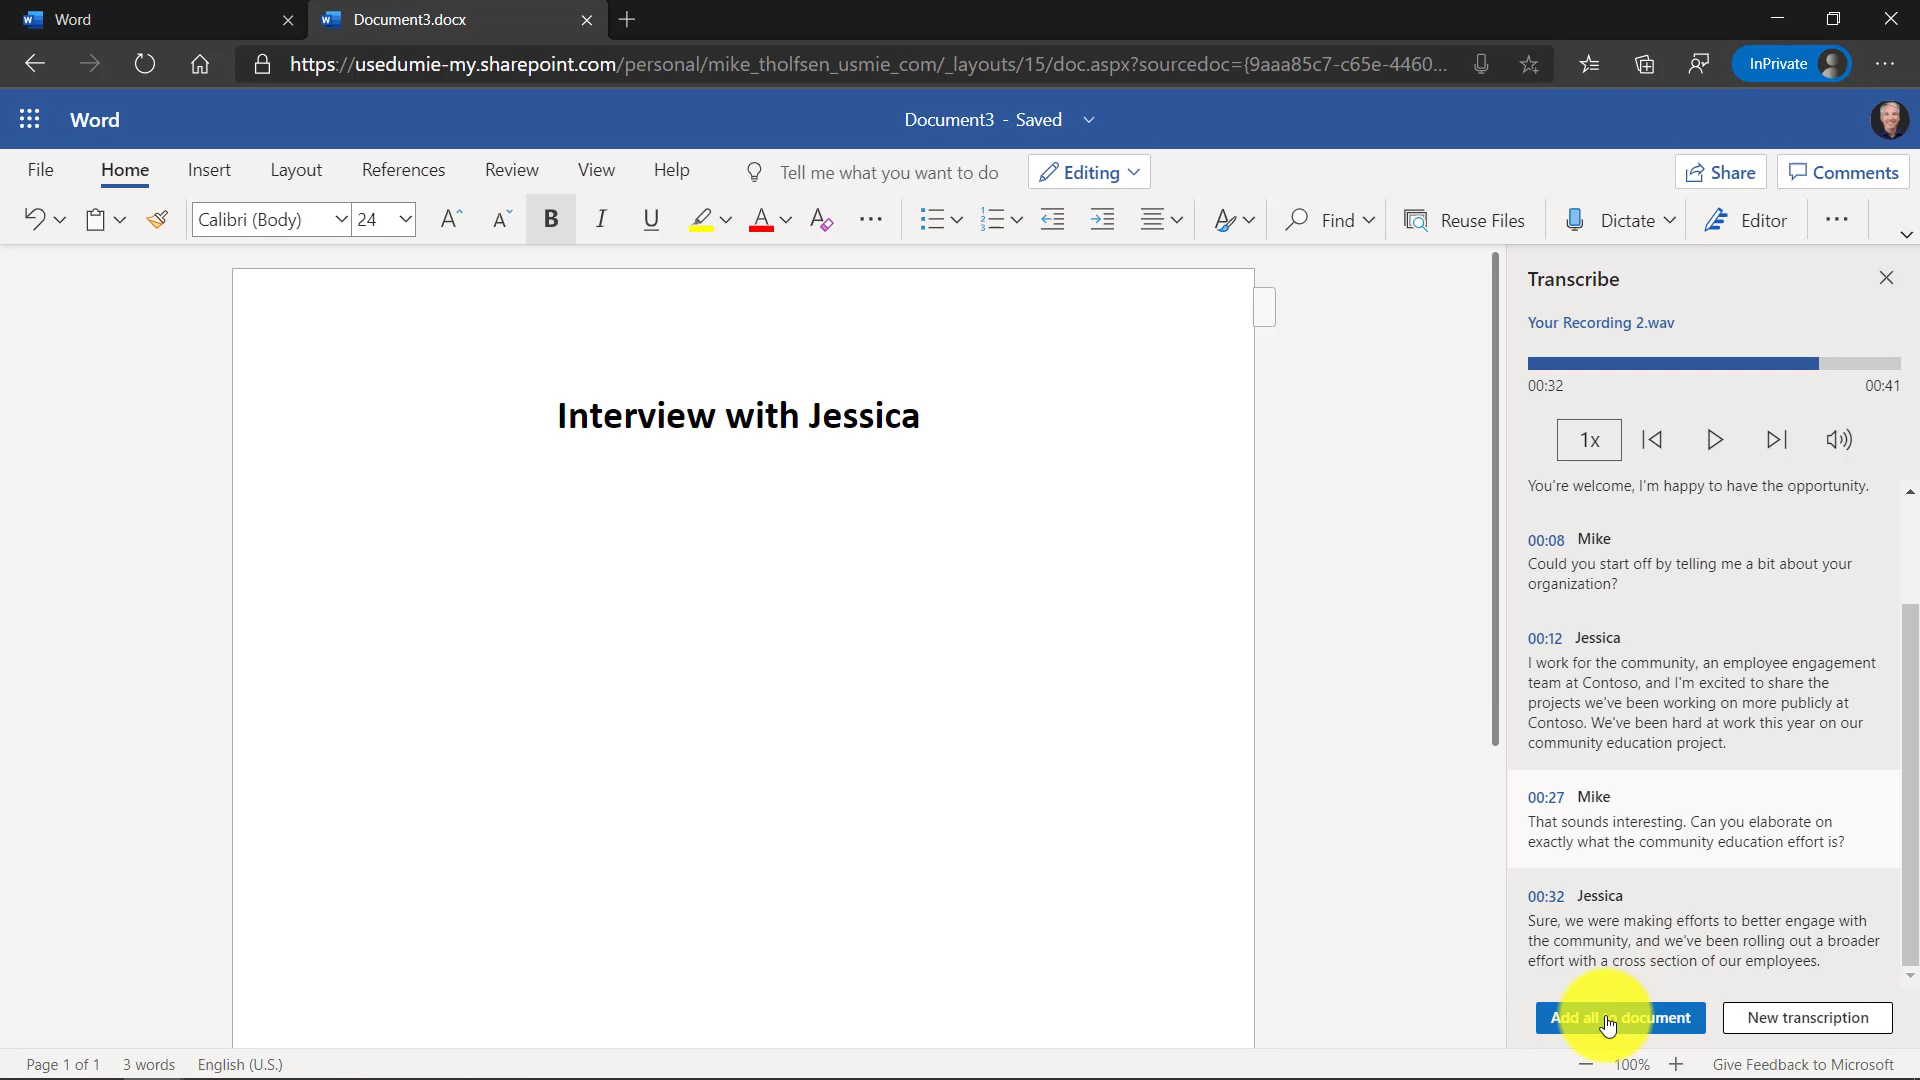 Word
Document3.docx
https://usedumie-my.sharepoint.com/personal/mike_tholfsen_usmie_com/_layouts/15/doc.aspx?sourcedoc={9aaa85c7-c65e-4460...
InPrivate
Word
Document3 - Saved
File Home Insert Layout References Review View Help Tell me what you want to do Editing Share Comments
Calibri (Body) 24 Find Reuse Files Dictate Editor
Interview with Jessica
Transcribe
Your Recording 2.wav
00:32 00:41
1x
You're welcome, I'm happy to have the opportunity.
00:08 Mike
Could you start off by telling me a bit about your
organization?
00:12 Jessica
I work for the community, an employee engagement
team at Contoso, and I'm excited to share the
projects we've been working on more publicly at
Contoso. We've been hard at work this year on our
community education project.
00:27 Mike
That sounds interesting. Can you elaborate on
exactly what the community education effort is?
00:32 Jessica
Sure, we were making efforts to better engage with
the community, and we've been rolling out a broader
effort with a cross section of our employees.
Add all to document New transcription
Page 1 of 1 3 words English (U.S.) 100% Give Feedback to Microsoft